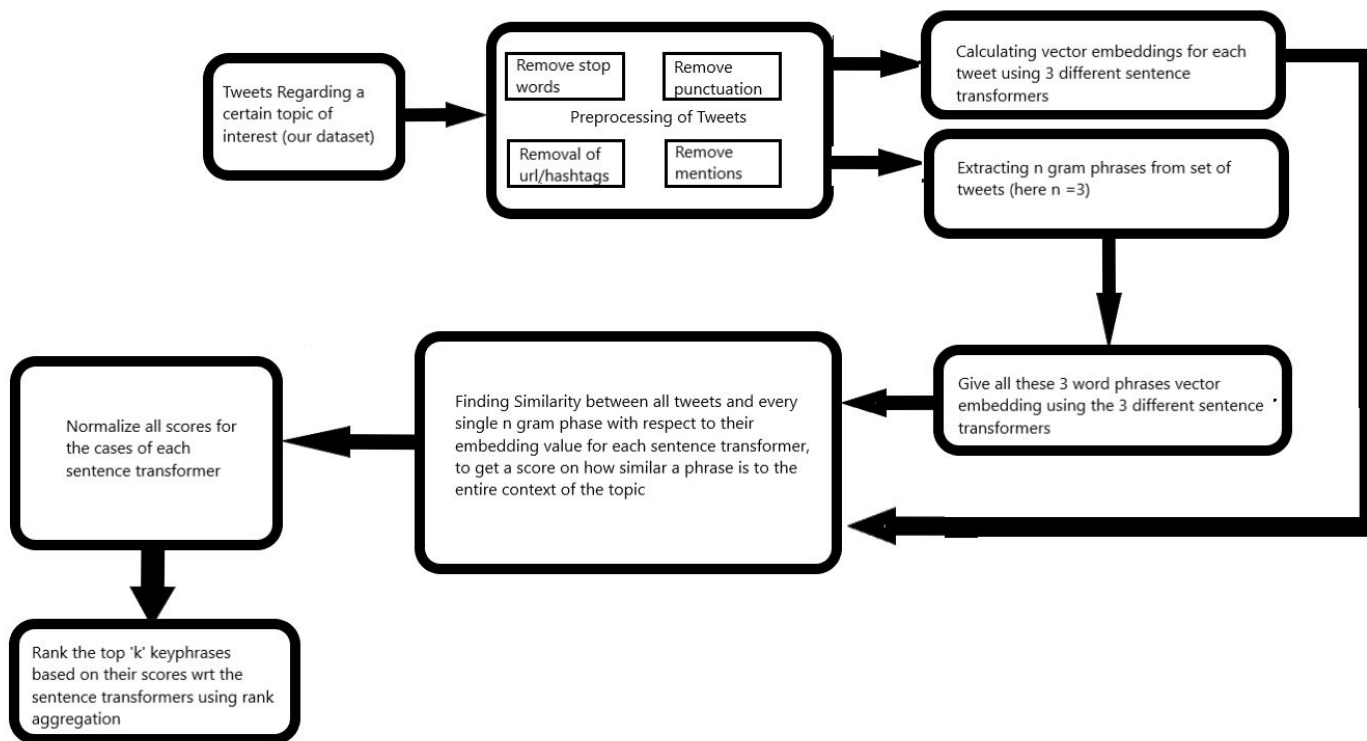 Tweets Regarding a
certain topic of
interest (our dataset)
Remove stop
words
Remove
punctuation
Preprocessing of Tweets
Removal of
url/hashtags
Remove
mentions
Calculating vector embeddings for each
tweet using 3 different sentence
transformers
Extracting n gram phrases from set of
tweets (here n =3)
Give all these 3 word phrases vector
embedding using the 3 different sentence
transformers
Finding Similarity between all tweets and every
single n gram phase with respect to their
embedding value for each sentence transformer,
to get a score on how similar a phrase is to the
entire context of the topic
Normalize all scores for
the cases of each
sentence transformer
Rank the top 'k' keyphrases
based on their scores wrt the
sentence transformers using rank
aggregation